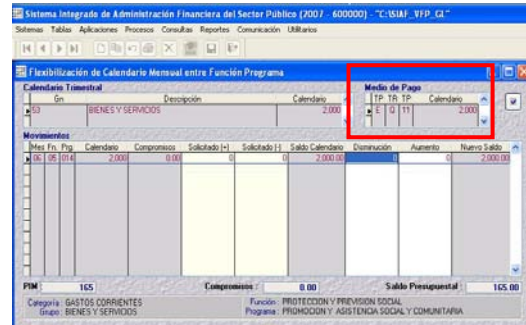 Sistema Integrado de Administración Financiera del Sector Público (2007 - 600000) - "C:\SIAF_VFP_GL"
Sistemas Tablas Aplicaciones Procesos Consultas Reportes Comunicación Utilitarios
Flexibilización de Calendario Mensual entre Función Programa
Calendario Trimestral
Medio de Pago
Gn Descripción Calendario
TP TR TP Calendario
53 BIENES Y SERVICIOS 2,000
E Q 11 2,000
Movimientos
Mes Fn. Prg. Calendario Compromisos Solicitado (+) Solicitado (-) Saldo Calendario Disminución Aumento Nuevo Saldo
06 05 014 2,000 0.00 0 0 2,000.00 0 0 2,000.00
PIM : 165 Compromisos : 0.00 Saldo Presupuestal : 165.00
Categoría : GASTOS CORRIENTES Función : PROTECCION Y PREVISION SOCIAL
Grupo : BIENES Y SERVICIOS Programa : PROMOCION Y ASISTENCIA SOCIAL Y COMUNITARIA